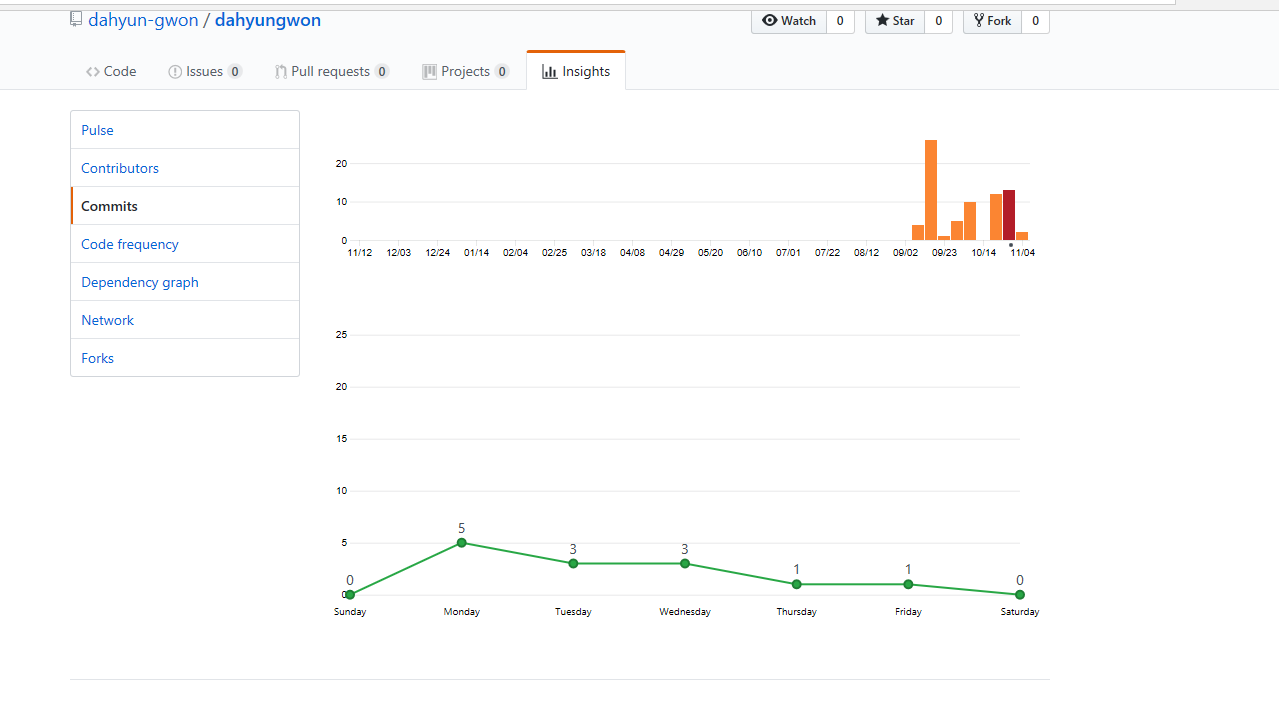 dahyun-gwon / dahyungwon
Watch 0 Star 0 Fork 0
Code Issues 0 Pull requests 0 Projects 0 Insights
Pulse
Contributors
Commits
Code frequency
Dependency graph
Network
Forks
20
10
0
11/12 12/03 12/24 01/14 02/04 02/25 03/18 04/08 04/29 05/20 06/10 07/01 07/22 08/12 09/02 09/23 10/14 11/04
25
20
15
10
5
0
0 5 3 3 1 1 0
Sunday Monday Tuesday Wednesday Thursday Friday Saturday